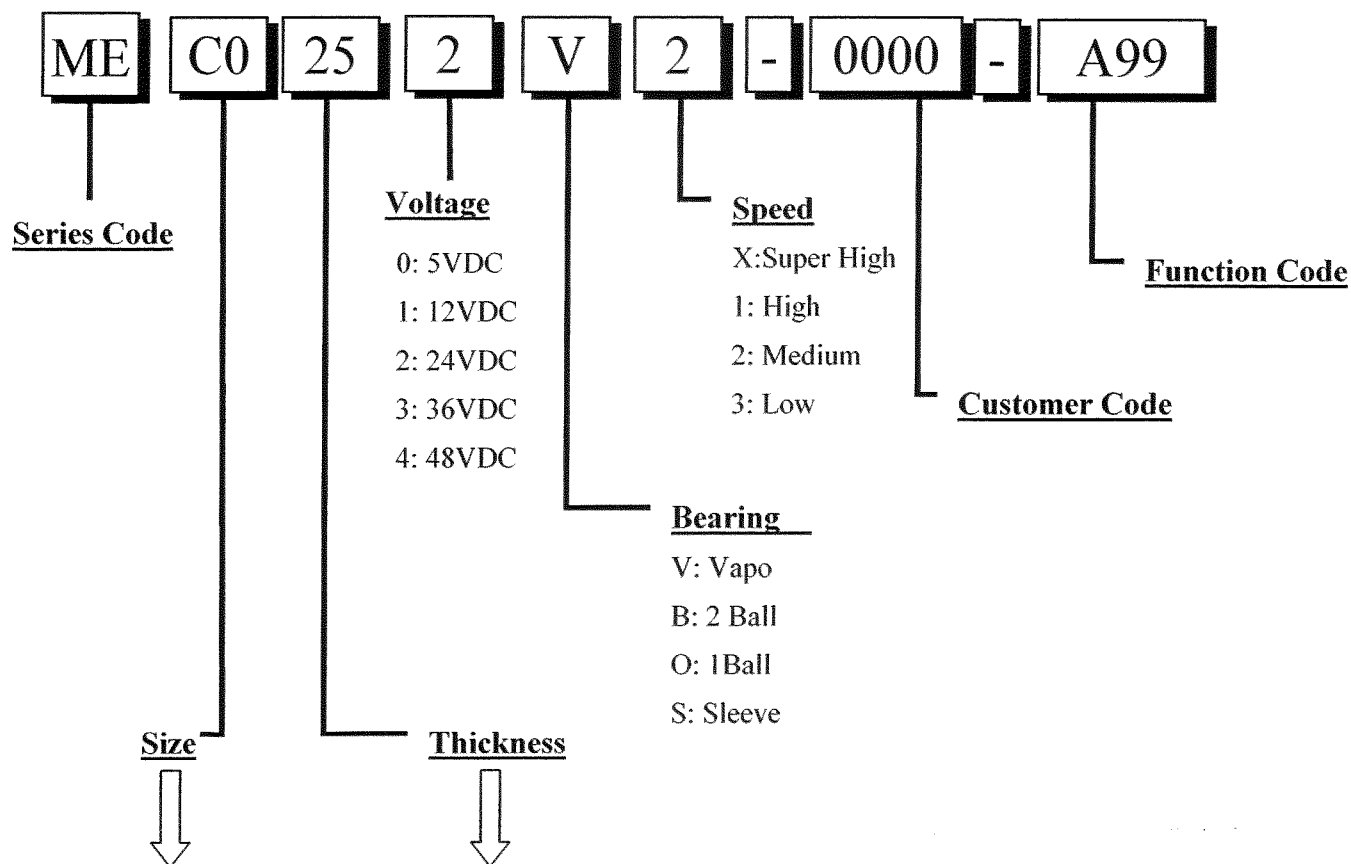 ME C0 25 2 V 2 - 0000 - A99
Series Code
Voltage
0: 5VDC
1: 12VDC
2: 24VDC
3: 36VDC
4: 48VDC
Speed
X:Super High
1: High
2: Medium
3: Low
Function Code
Customer Code
Bearing
V: Vapo
B: 2 Ball
O: 1Ball
S: Sleeve
Size
Thickness